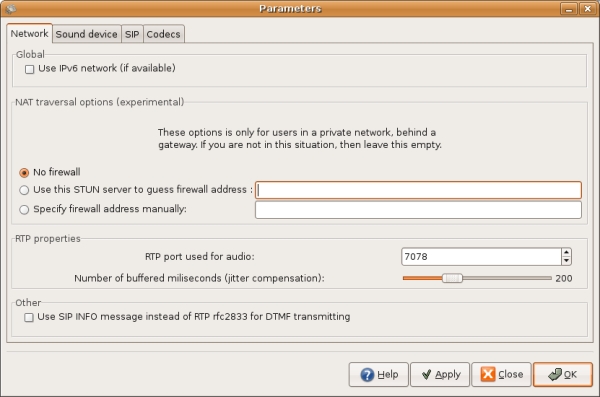 Parameters
Network Sound device SIP Codecs
Global
Use IPv6 network (if available)
NAT traversal options (experimental)
These options is only for users in a private network, behind a
gateway. If you are not in this situation, then leave this empty.
No firewall
Use this STUN server to guess firewall address :
Specify firewall address manually:
RTP properties
RTP port used for audio: 7078
Number of buffered miliseconds (jitter compensation): 200
Other
Use SIP INFO message instead of RTP rfc2833 for DTMF transmitting
Help Apply Close OK